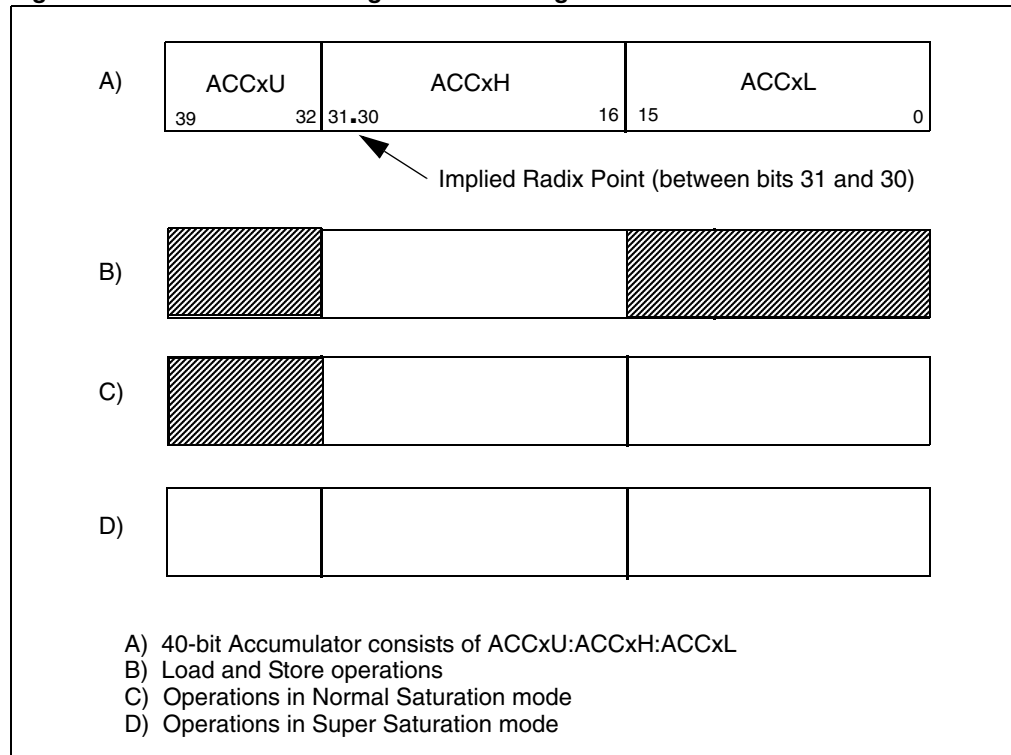 A)
ACCxU ACCxH ACCxL
39 32 31.30 16 15 0
Implied Radix Point (between bits 31 and 30)
B)
C)
D)
A) 40-bit Accumulator consists of ACCxU:ACCxH:ACCxL
B) Load and Store operations
C) Operations in Normal Saturation mode
D) Operations in Super Saturation mode